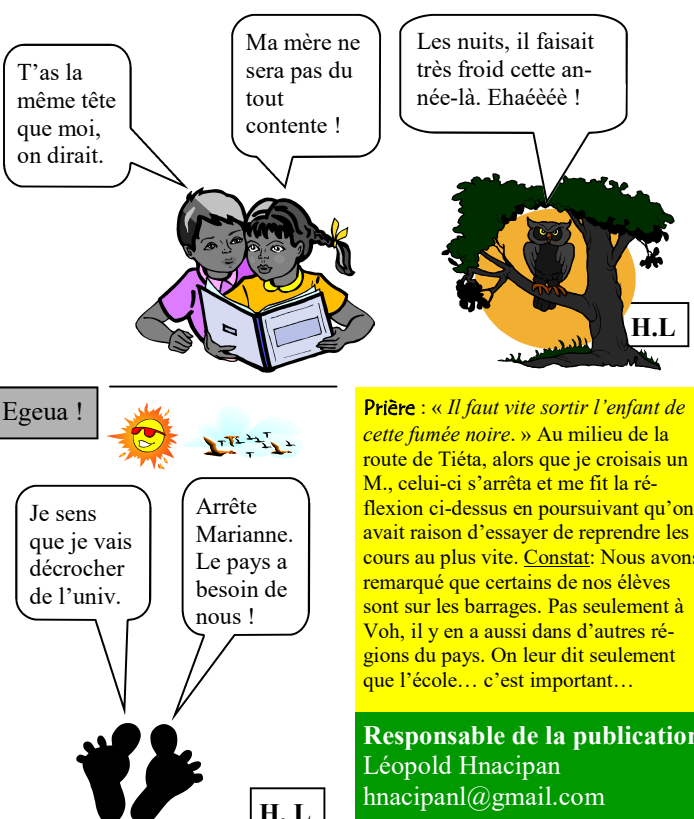 T'as la
même tête
que moi,
on dirait.
Ma mère ne
sera pas du
tout
contente !
Les nuits, il faisait
très froid cette an-
née-là. Ehaéèéè !
H.L
Egeua !
Je sens
que je vais
décrocher
de l'univ.
Arrête
Marianne.
Le pays a
besoin de
nous !
H. L
Prière : « Il faut vite sortir l'enfant de
cette fumée noire. » Au milieu de la
route de Tiéta, alors que je croisais un
M., celui-ci s'arrêta et me fit la ré-
flexion ci-dessus en poursuivant qu'on
avait raison d'essayer de reprendre les
cours au plus vite. Constat: Nous avons
remarqué que certains de nos élèves
sont sur les barrages. Pas seulement à
Voh, il y en a aussi dans d'autres ré-
gions du pays. On leur dit seulement
que l'école… c'est important…
Responsable de la publication
Léopold Hnacipan
hnacipanl@gmail.com